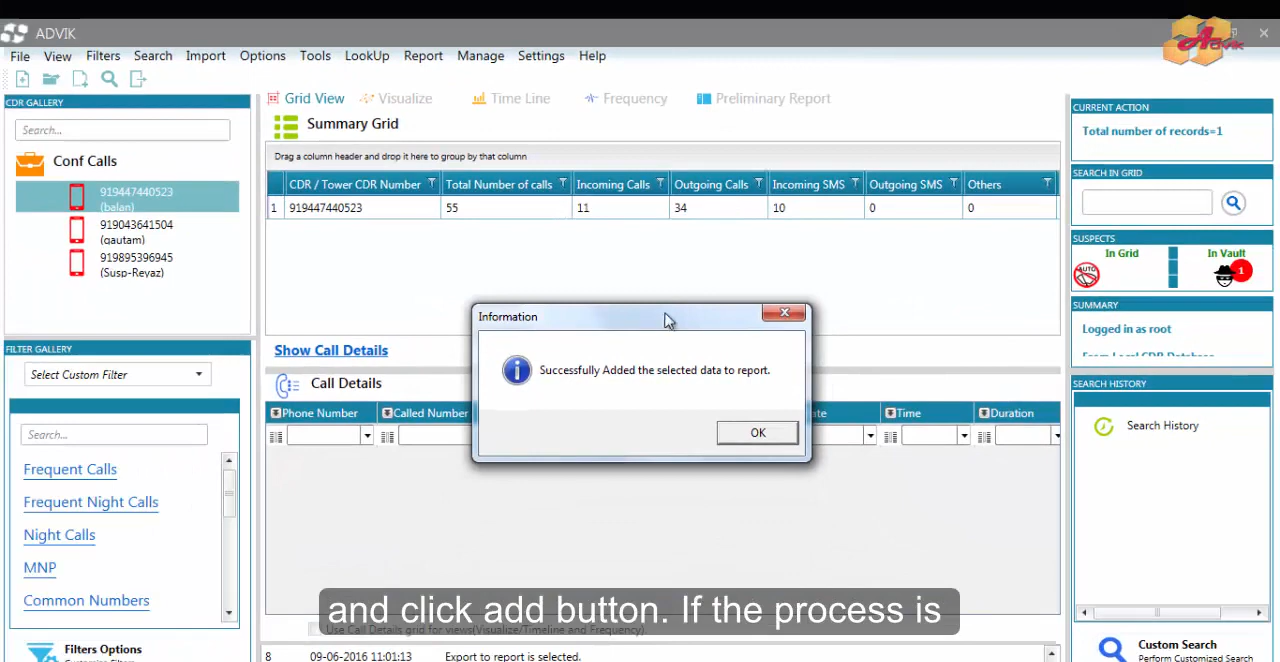 ADVIK
File View Filters Search Import Options Tools LookUp Report Manage Settings Help
CDR GALLERY
Search...
Conf Calls
919447440523
(balan)
919043641504
(gautam)
919895396945
(Susp-Reyaz)
FILTER GALLERY
Select Custom Filter
Search...
Frequent Calls
Frequent Night Calls
Night Calls
MNP
Common Numbers
Filters Options
Grid View Visualize Time Line Frequency Preliminary Report
Summary Grid
Drag a column header and drop it here to group by that column
CDR / Tower CDR Number Total Number of calls Incoming Calls Outgoing Calls Incoming SMS Outgoing SMS Others
1 919447440523 55 11 34 10 0 0
Show Call Details
Call Details
Phone Number Called Number Time Duration
Information
Successfully Added the selected data to report.
OK
and click add button. If the process is
Use Call Details grid for views(Visualize/Timeline and Frequency).
8 09-06-2016 11:01:13 Export to report is selected.
Advik
CURRENT ACTION
Total number of records=1
SEARCH IN GRID
SUSPECTS
In Grid In Vault
AUTO
1
SUMMARY
Logged in as root
From Local CDR Database
SEARCH HISTORY
Search History
Custom Search
Perform Customized Search